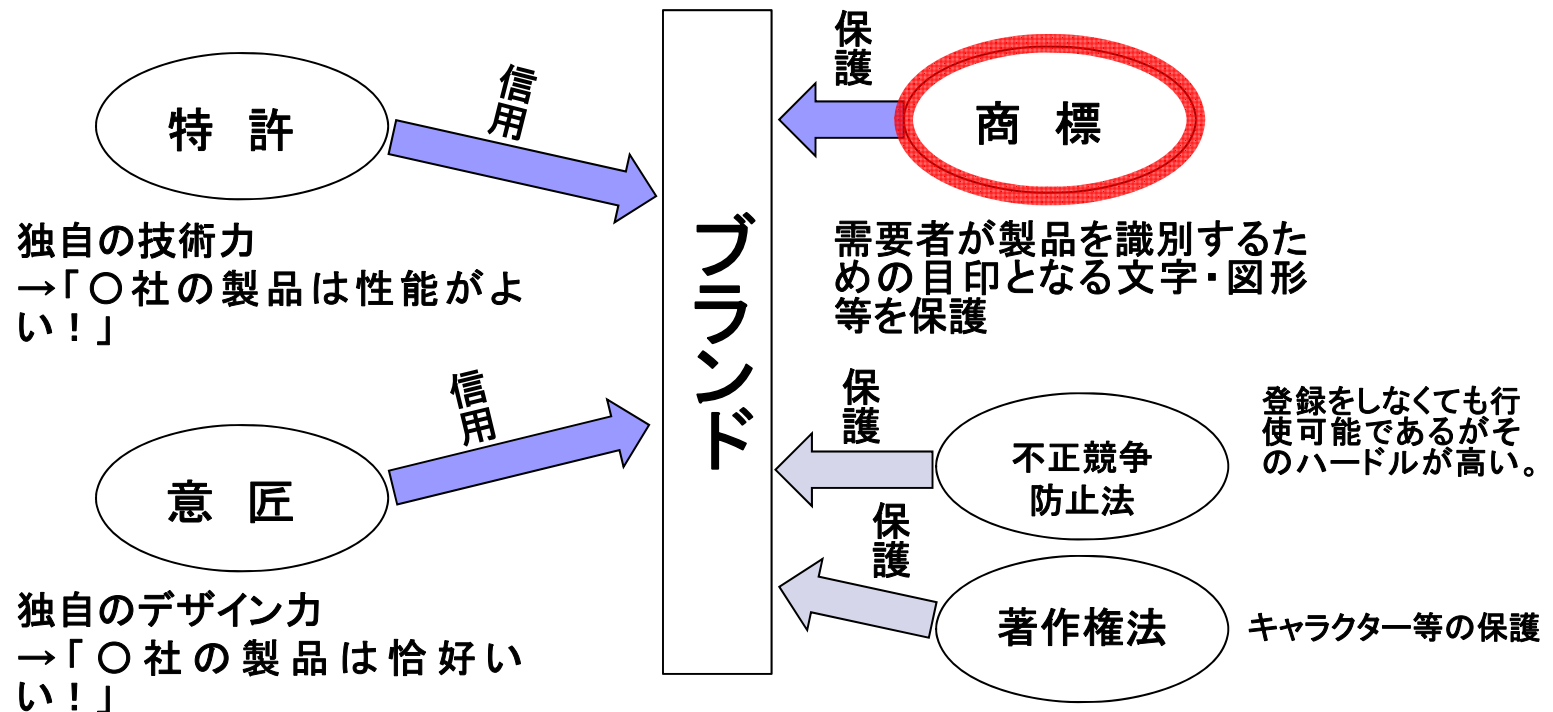 特 許
信用
独自の技術力
→「○社の製品は性能がよ
い！」
意 匠
信用
独自のデザイン力
→「○社の製品は恰好い
い！」
ブランド
保護
商 標
需要者が製品を識別するた
めの目印となる文字・図形
等を保護
保護
不正競争
防止法
登録をしなくても行
使可能であるがそ
のハードルが高い。
保護
著作権法
キャラクター等の保護